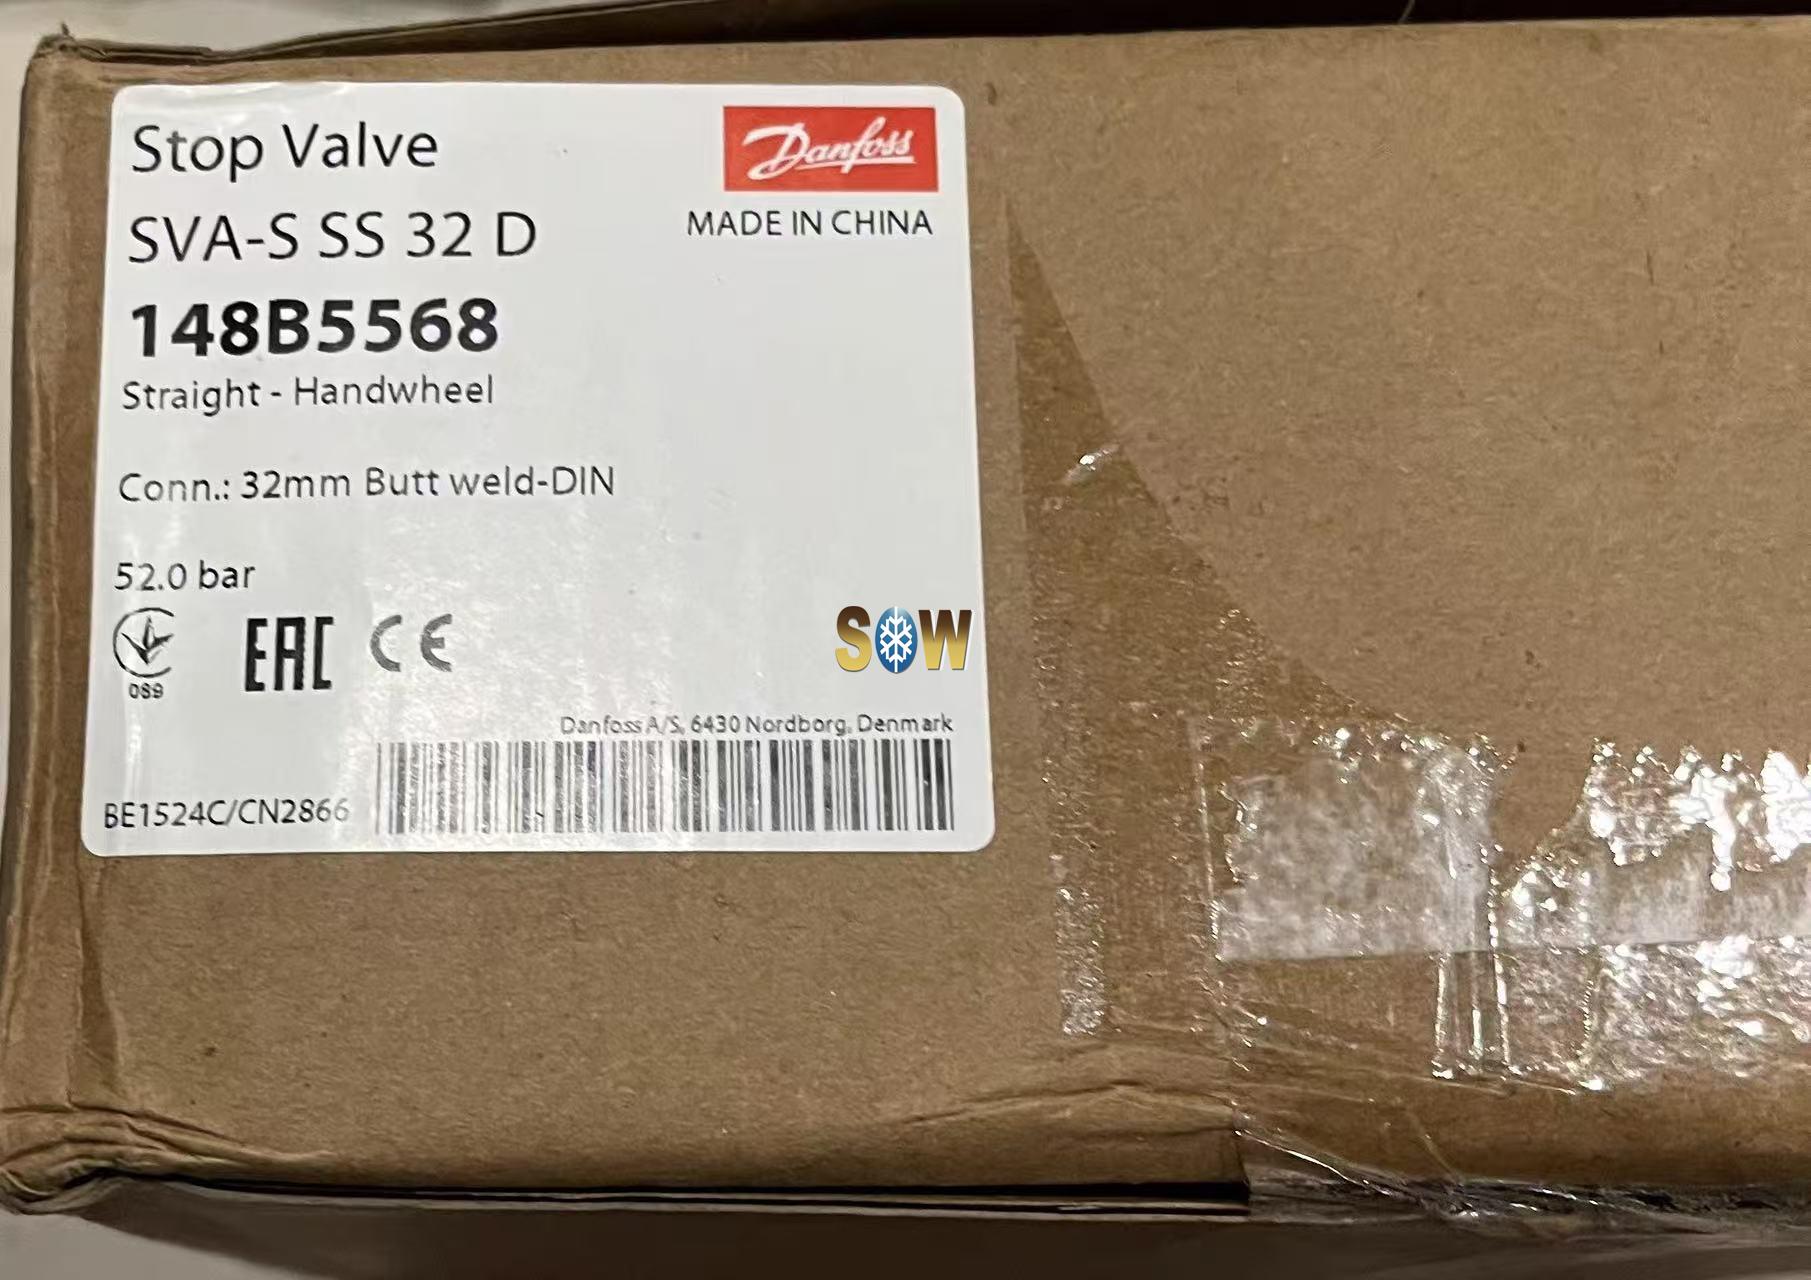 Stop Valve
Danfoss
MADE IN CHINA
SVA-S SS 32 D
148B5568
Straight - Handwheel
Conn.: 32mm Butt weld-DIN
52.0 bar
089
EAC
CE
SOW
Danfoss A/S, 6430 Nordborg, Denmark
BE1524C/CN2866